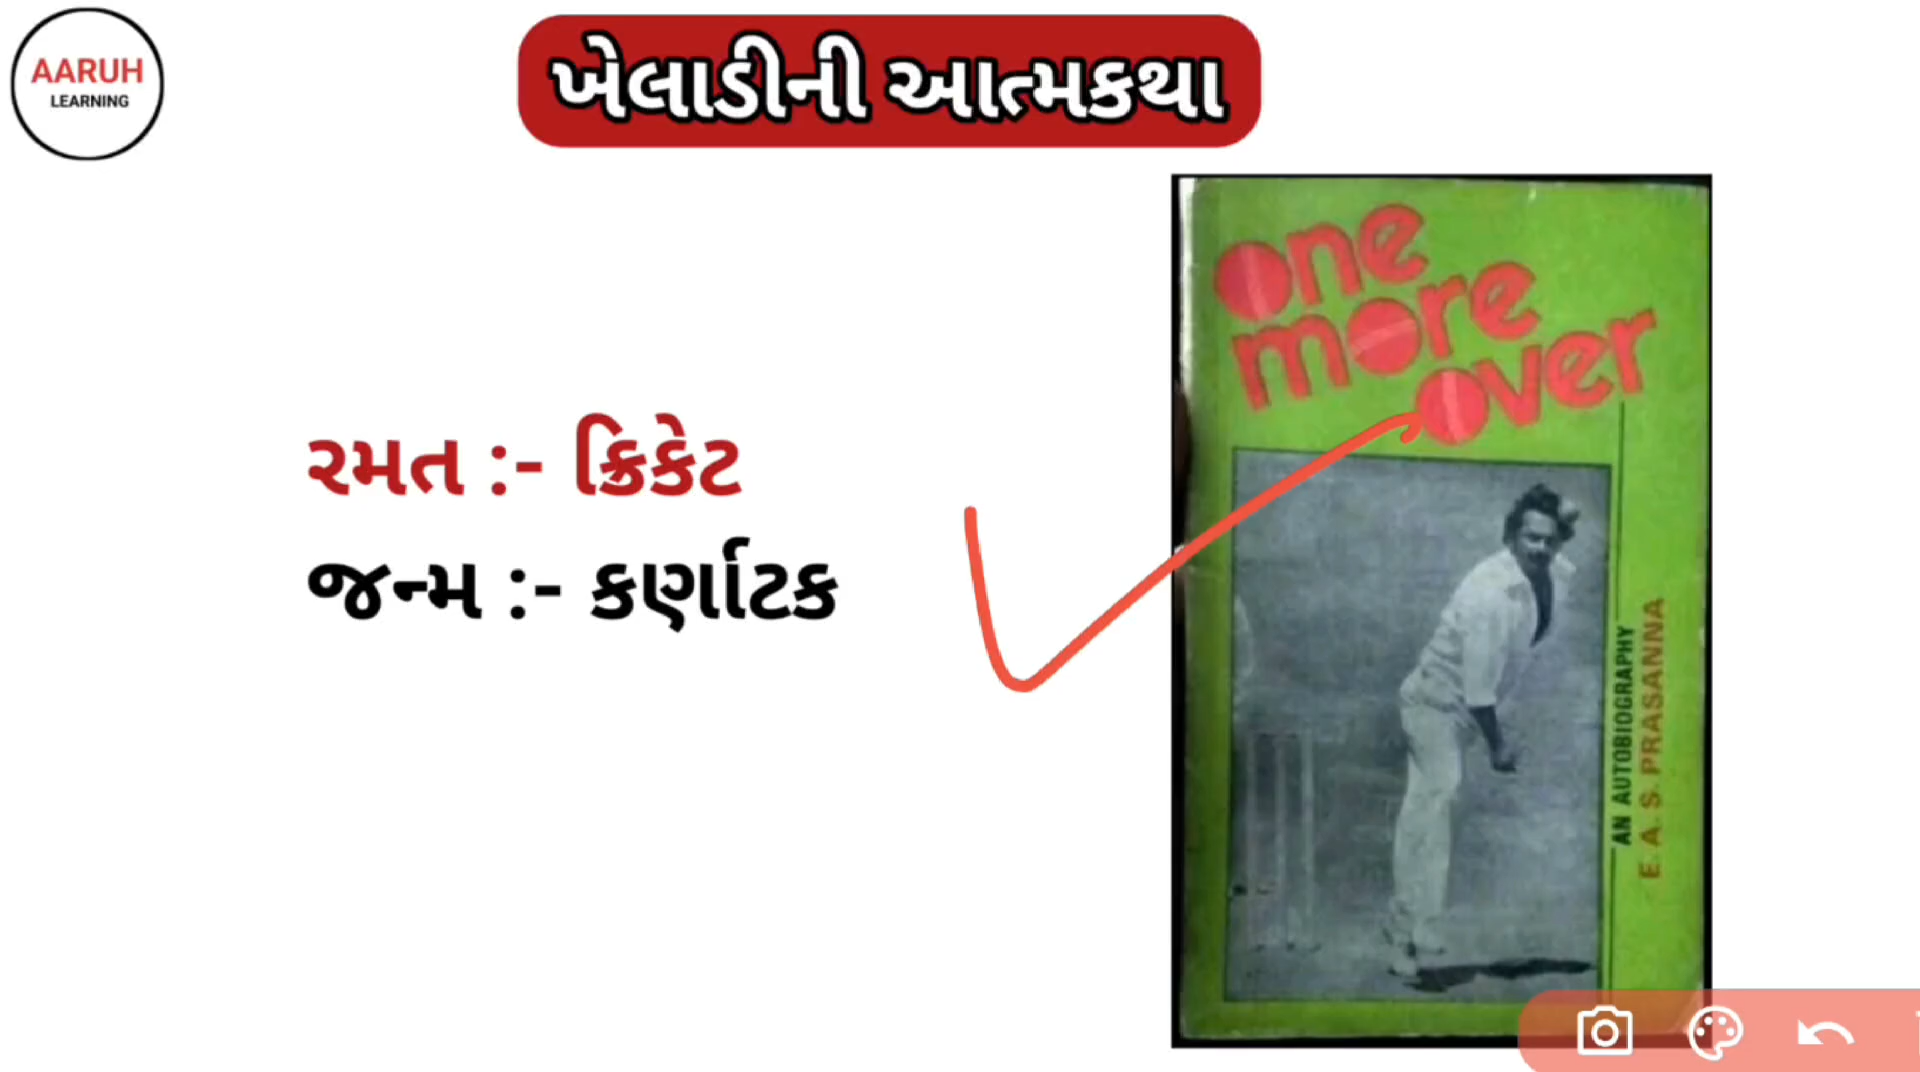 AARUH
LEARNING
ખેલાડીની આત્મકથા
one
more
over
રમત :- ક્રિકેટ
જન્મ :- કર્ણાટક
AN AUTOBIOGRAPHY
E. A. S. PRASANNA